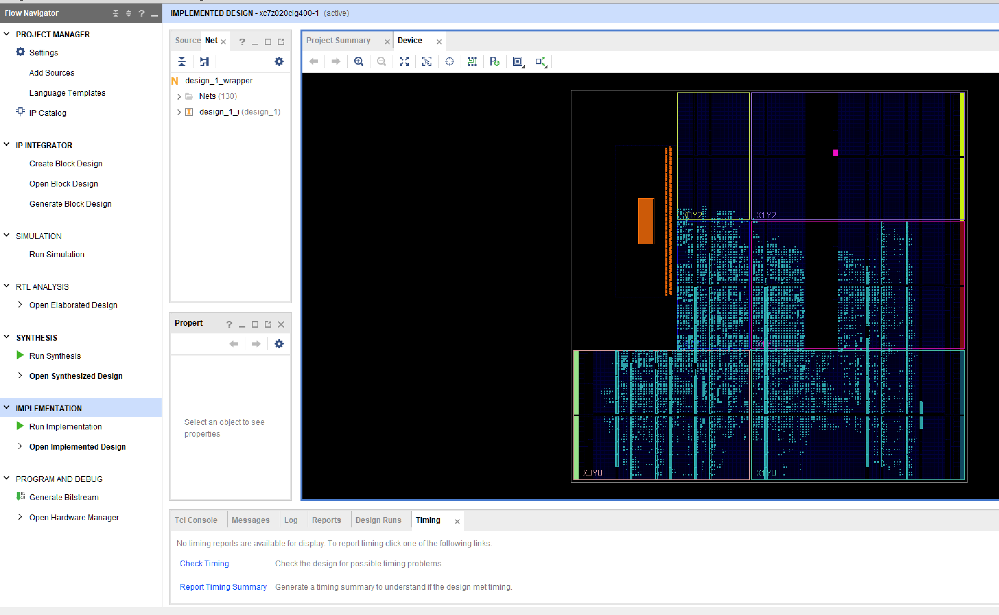 Flow Navigator
?
IMPLEMENTED DESIGN - xc7z020clg400-1 (active)
PROJECT MANAGER
Settings
Add Sources
Language Templates
IP Catalog
IP INTEGRATOR
Create Block Design
Open Block Design
Generate Block Design
SIMULATION
Run Simulation
RTL ANALYSIS
Open Elaborated Design
SYNTHESIS
Run Synthesis
Open Synthesized Design
IMPLEMENTATION
Run Implementation
Open Implemented Design
PROGRAM AND DEBUG
Generate Bitstream
Open Hardware Manager
Source Net ?
N design_1_wrapper
Nets (130)
I design_1_i (design_1)
Propert ?
Select an object to see
properties
Project Summary Device
X0Y2
X1Y2
X0Y0
X1Y0
Tcl Console Messages Log Reports Design Runs Timing
No timing reports are available for display. To report timing click one of the following links:
Check Timing Check the design for possible timing problems.
Report Timing Summary Generate a timing summary to understand if the design met timing.